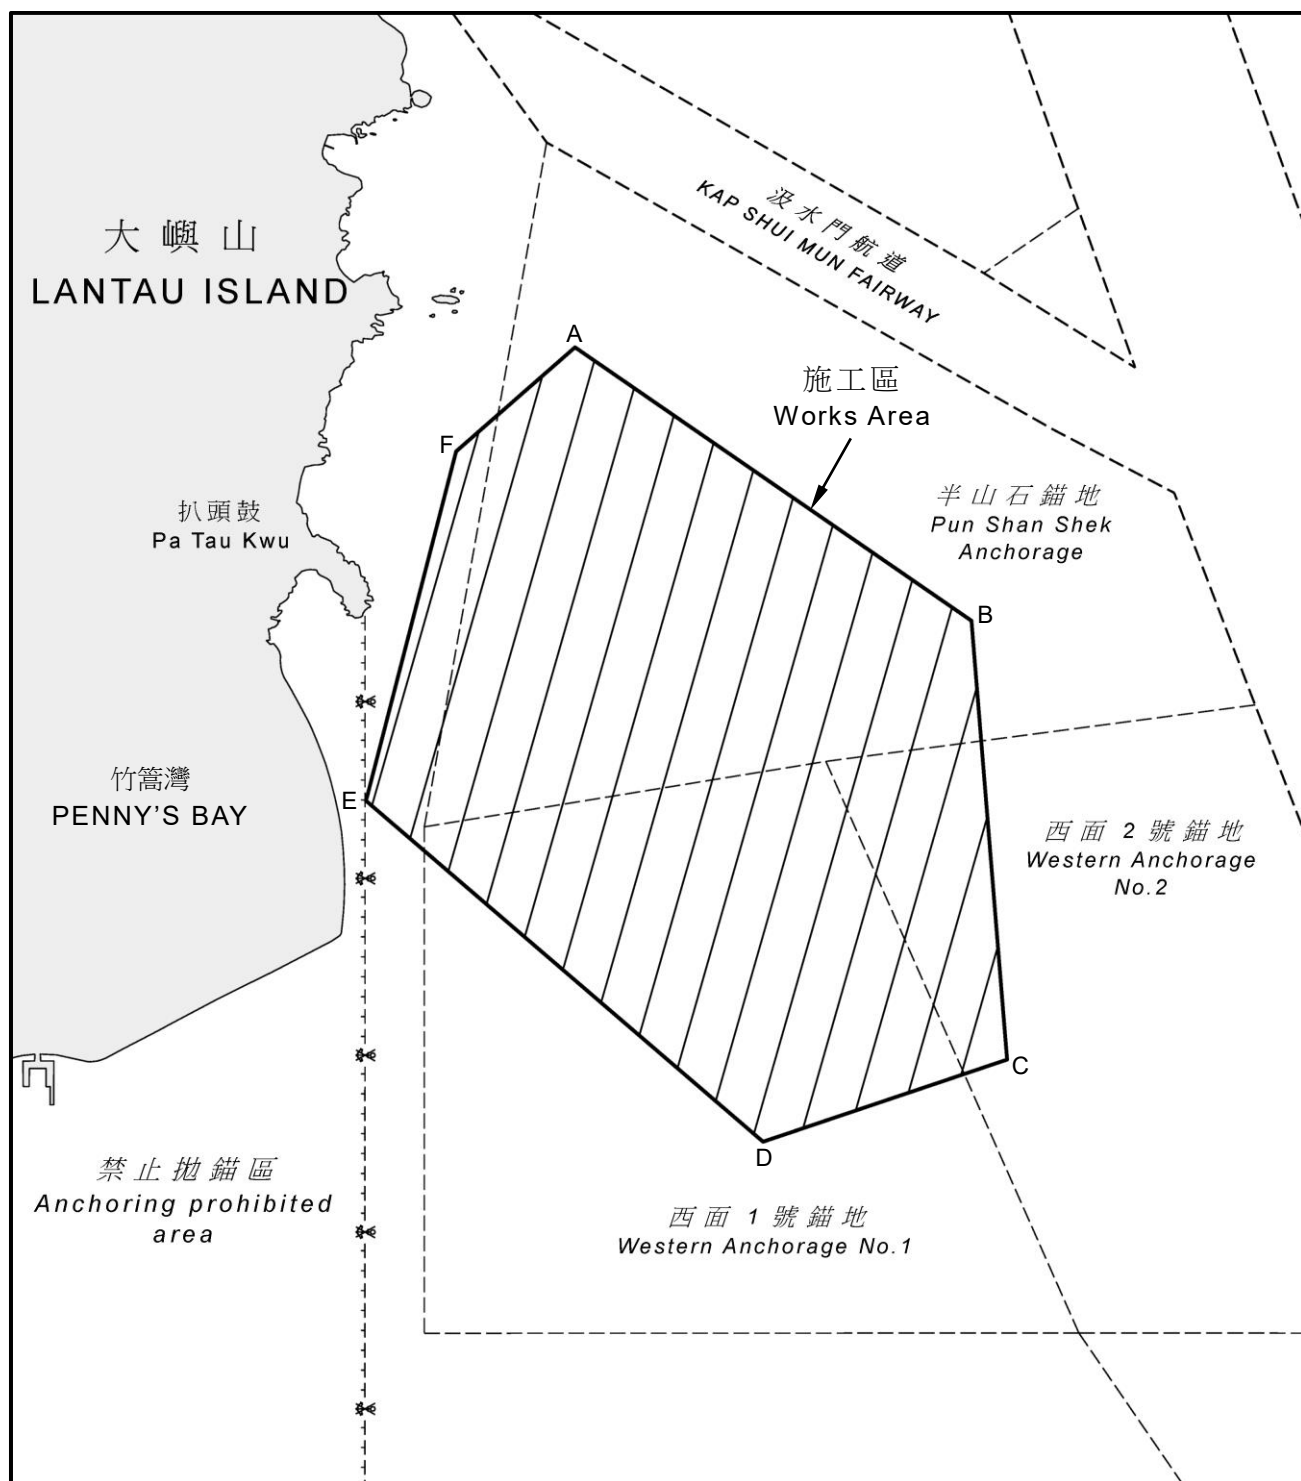 大嶼山
LANTAU ISLAND
汲水門航道
KAP SHUI MUN FAIRWAY
A
施工區
Works Area
F
半山石錨地
Pun Shan Shek
Anchorage
扒頭鼓
Pa Tau Kwu
B
竹篙灣
PENNY'S BAY
E
西面 2 號錨地
Western Anchorage
No.2
C
D
禁止拋錨區
Anchoring prohibited
area
西面 1 號錨地
Western Anchorage No.1